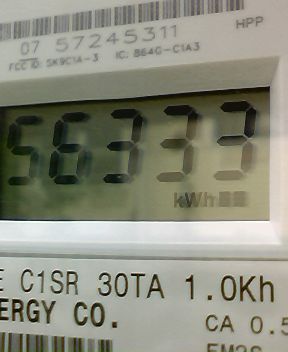 07 57245311
HPP
FCC ID: SK9C1A-3 IC: 864G-C1A3
56333
kWh
E C1SR 30TA 1.0Kh
ERGY CO.
CA 0.5
EM2S